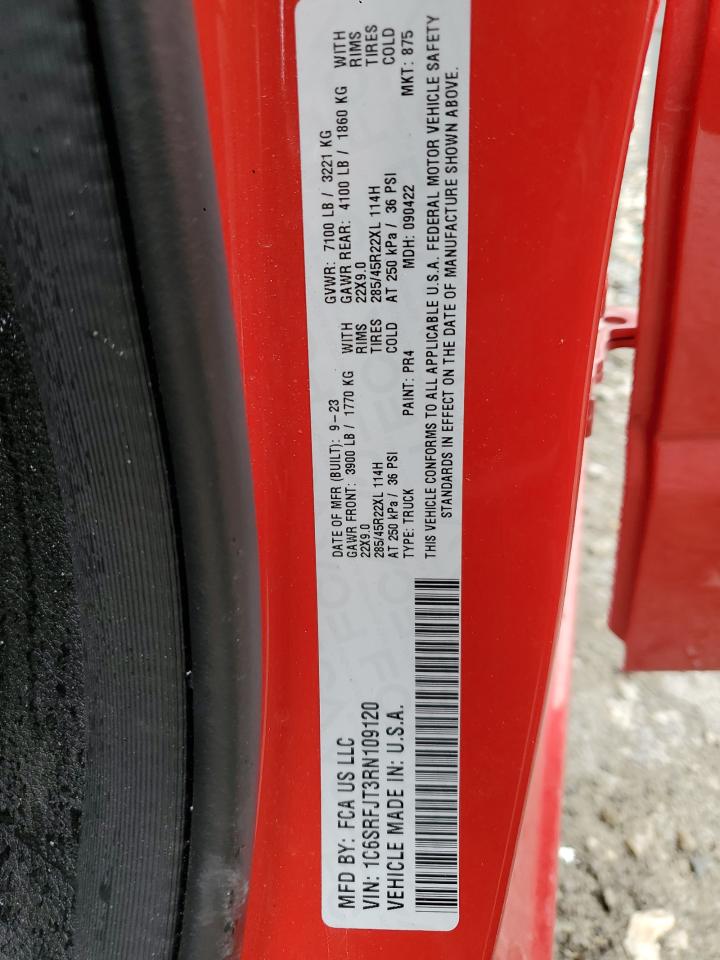 MFD BY: FCA US LLC
VIN: 1C6SRFJT3RN109120
VEHICLE MADE IN: U.S.A.
DATE OF MFR (BUILT): 9-23 GVWR: 7100 LB / 3221 KG
GAWR FRONT: 3900 LB / 1770 KG WITH GAWR REAR: 4100 LB / 1860 KG WITH
22X9.0 RIMS 22X9.0 RIMS
285/45R22XL 114H TIRES 285/45R22XL 114H TIRES
AT 250 kPa / 36 PSI COLD AT 250 kPa / 36 PSI COLD
TYPE: TRUCK PAINT: PR4 MDH: 090422 MKT: 875
THIS VEHICLE CONFORMS TO ALL APPLICABLE U.S.A. FEDERAL MOTOR VEHICLE SAFETY
STANDARDS IN EFFECT ON THE DATE OF MANUFACTURE SHOWN ABOVE.